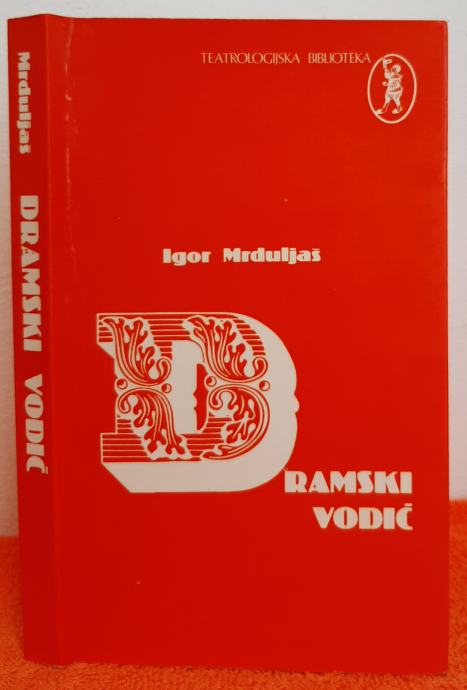 TEATROLOGIJSKA BIBLIOTEKA
Igor Mrduljaš
DRAMSKI
VODIČ
Mrduljaš DRAMSKI VODIČ